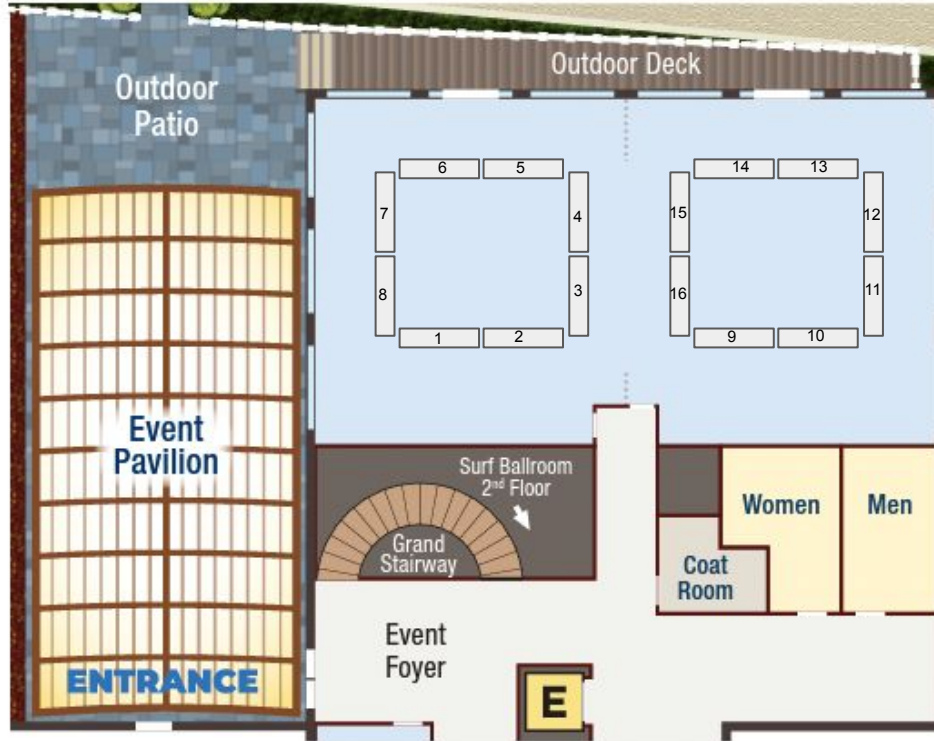 Outdoor Deck
Outdoor
Patio
6
5
14
13
7
4
15
12
8
3
16
11
1
2
9
10
Event
Pavilion
Surf Ballroom
2nd Floor
Women
Men
Grand
Stairway
Coat
Room
Event
Foyer
ENTRANCE
E